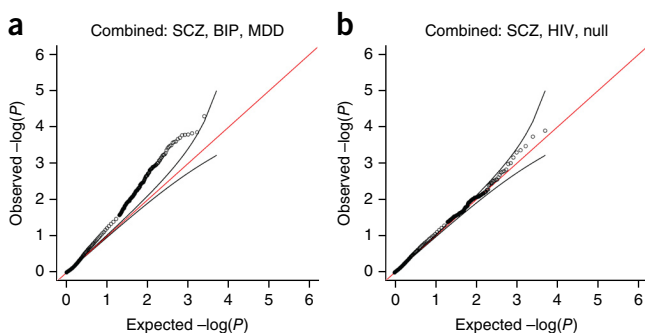 a
Combined: SCZ, BIP, MDD
Observed –log(P)
6
5
4
3
2
1
0
0 1 2 3 4 5 6
Expected –log(P)
b
Combined: SCZ, HIV, null
Observed –log(P)
6
5
4
3
2
1
0
0 1 2 3 4 5 6
Expected –log(P)